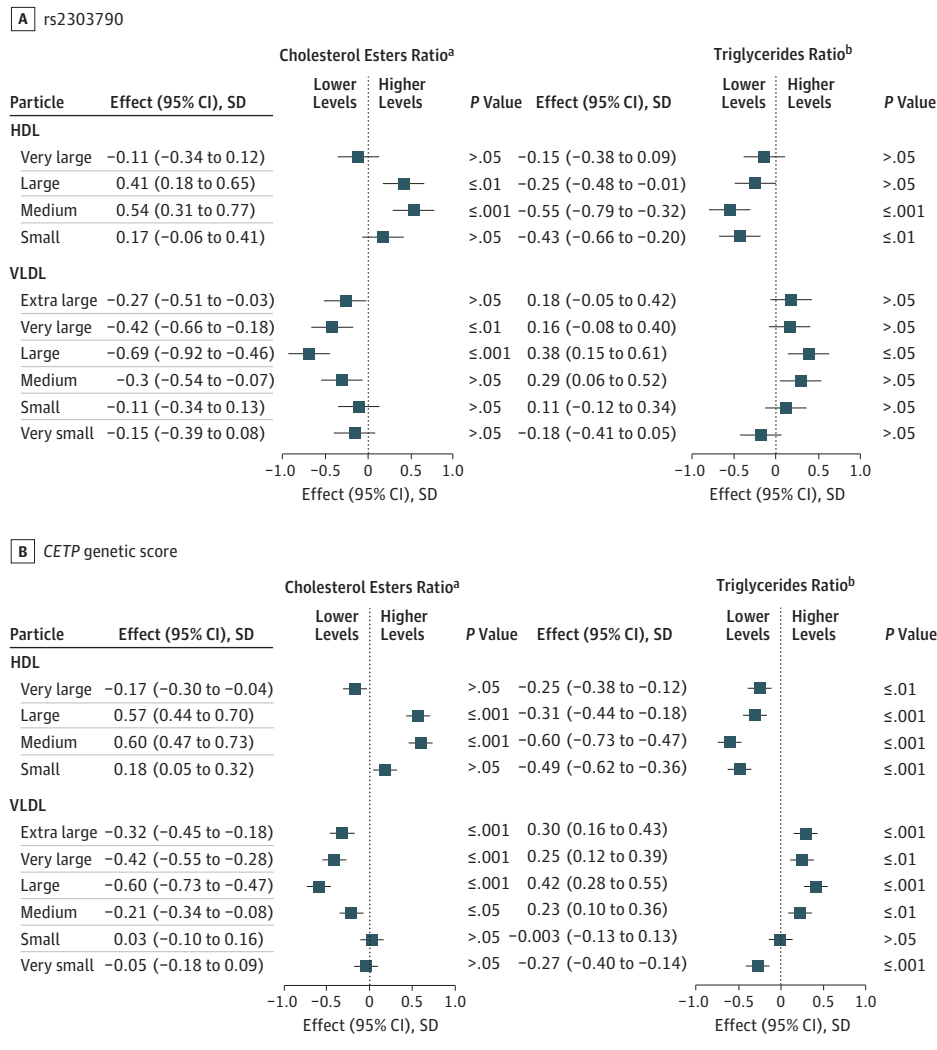 A rs2303790
Cholesterol Esters Ratioa Triglycerides Ratiob
Lower Levels Higher Levels Lower Levels Higher Levels
Particle Effect (95% CI), SD P Value Effect (95% CI), SD P Value
HDL
Very large −0.11 (−0.34 to 0.12) >.05 −0.15 (−0.38 to 0.09) >.05
Large 0.41 (0.18 to 0.65) ≤.01 −0.25 (−0.48 to −0.01) >.05
Medium 0.54 (0.31 to 0.77) ≤.001 −0.55 (−0.79 to −0.32) ≤.001
Small 0.17 (−0.06 to 0.41) >.05 −0.43 (−0.66 to −0.20) ≤.01
VLDL
Extra large −0.27 (−0.51 to −0.03) >.05 0.18 (−0.05 to 0.42) >.05
Very large −0.42 (−0.66 to −0.18) ≤.01 0.16 (−0.08 to 0.40) >.05
Large −0.69 (−0.92 to −0.46) ≤.001 0.38 (0.15 to 0.61) ≤.05
Medium −0.3 (−0.54 to −0.07) >.05 0.29 (0.06 to 0.52) >.05
Small −0.11 (−0.34 to 0.13) >.05 0.11 (−0.12 to 0.34) >.05
Very small −0.15 (−0.39 to 0.08) >.05 −0.18 (−0.41 to 0.05) >.05
−1.0 −0.5 0 0.5 1.0 −1.0 −0.5 0 0.5 1.0
Effect (95% CI), SD Effect (95% CI), SD
B CETP genetic score
Cholesterol Esters Ratioa Triglycerides Ratiob
Lower Levels Higher Levels Lower Levels Higher Levels
Particle Effect (95% CI), SD P Value Effect (95% CI), SD P Value
HDL
Very large −0.17 (−0.30 to −0.04) >.05 −0.25 (−0.38 to −0.12) ≤.01
Large 0.57 (0.44 to 0.70) ≤.001 −0.31 (−0.44 to −0.18) ≤.001
Medium 0.60 (0.47 to 0.73) ≤.001 −0.60 (−0.73 to −0.47) ≤.001
Small 0.18 (0.05 to 0.32) >.05 −0.49 (−0.62 to −0.36) ≤.001
VLDL
Extra large −0.32 (−0.45 to −0.18) ≤.001 0.30 (0.16 to 0.43) ≤.001
Very large −0.42 (−0.55 to −0.28) ≤.001 0.25 (0.12 to 0.39) ≤.01
Large −0.60 (−0.73 to −0.47) ≤.001 0.42 (0.28 to 0.55) ≤.001
Medium −0.21 (−0.34 to −0.08) ≤.05 0.23 (0.10 to 0.36) ≤.01
Small 0.03 (−0.10 to 0.16) >.05 −0.003 (−0.13 to 0.13) >.05
Very small −0.05 (−0.18 to 0.09) >.05 −0.27 (−0.40 to −0.14) ≤.001
−1.0 −0.5 0 0.5 1.0 −1.0 −0.5 0 0.5 1.0
Effect (95% CI), SD Effect (95% CI), SD